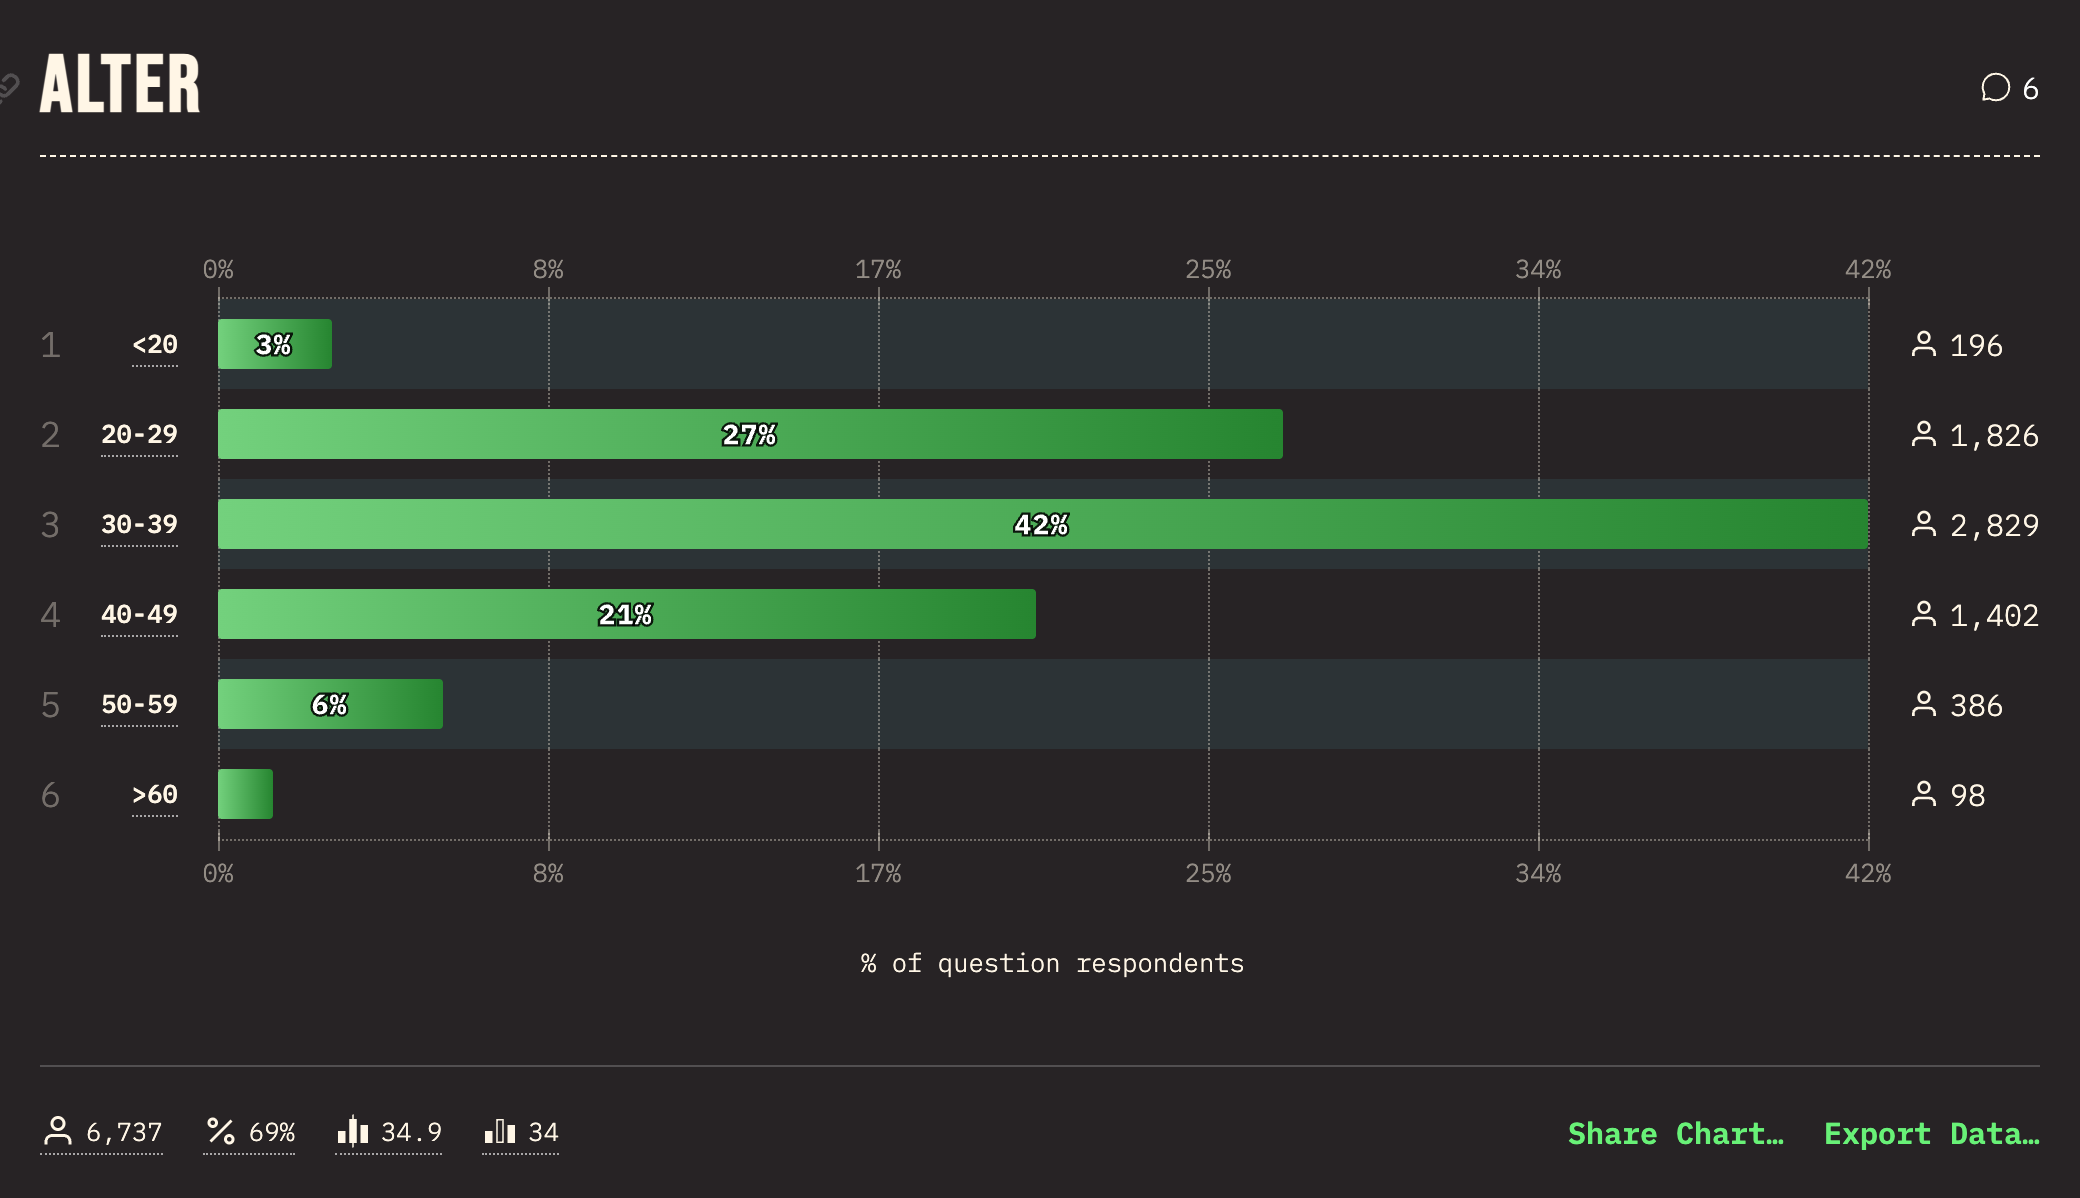 ALTER
6
0% 8% 17% 25% 34% 42%
1 <20 3% 196
2 20-29 27% 1,826
3 30-39 42% 2,829
4 40-49 21% 1,402
5 50-59 6% 386
6 >60 98
0% 8% 17% 25% 34% 42%
% of question respondents
6,737 % 69% 34.9 34 Share Chart… Export Data…